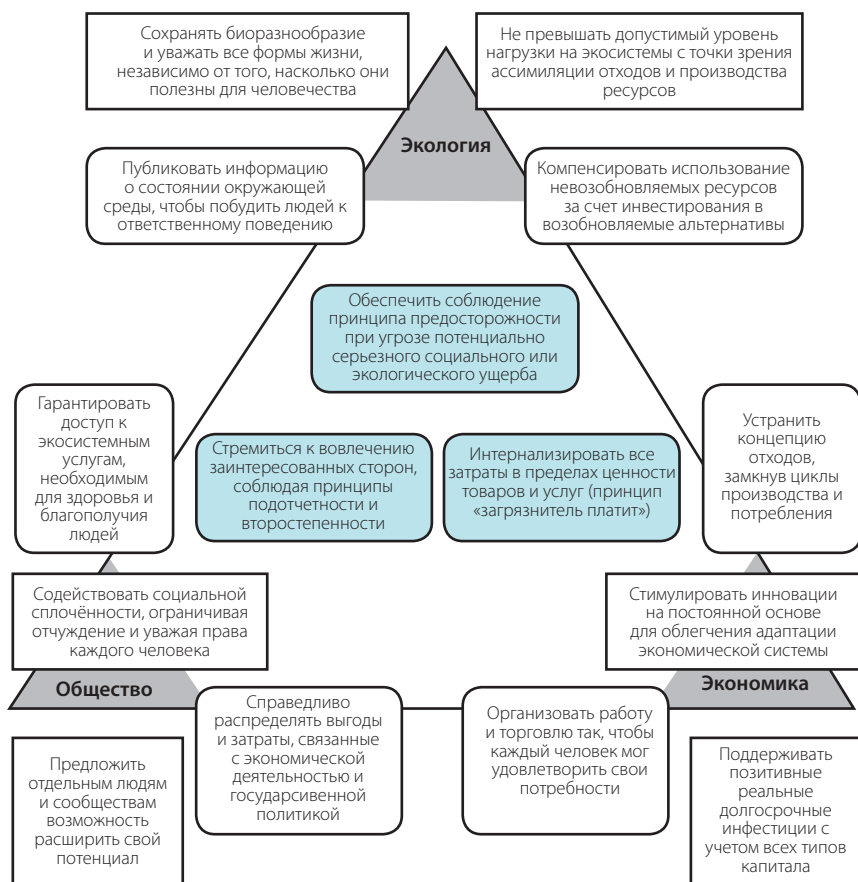 Сохранять биоразнообразие
и уважать все формы жизни,
независимо от того, насколько они
полезны для человечества
Не превышать допустимый уровень
нагрузки на экосистемы с точки зрения
ассимиляции отходов и производства
ресурсов
Экология
Публиковать информацию
о состоянии окружающей
среды, чтобы побудить людей к
ответственному поведению
Компенсировать использование
невозобновляемых ресурсов
за счет инвестирования в
возобновляемые альтернативы
Обеспечить соблюдение
принципа предосторожности
при угрозе потенциально
серьезного социального или
экологического ущерба
Гарантировать
доступ к
экосистемным
услугам,
необходимым
для здоровья и
благополучия
людей
Стремиться к вовлечению
заинтересованных сторон,
соблюдая принципы
подотчетности и
второстепенности
Интернализировать все
затраты в пределах ценности
товаров и услуг (принцип
«загрязнитель платит»)
Устранить
концепцию
отходов,
замкнув циклы
производства и
потребления
Содействовать социальной
сплочённости, ограничивая
отчуждение и уважая права
каждого человека
Стимулировать инновации
на постоянной основе
для облегчения адаптации
экономической системы
Общество
Экономика
Справедливо
распределять выгоды
и затраты, связанные
с экономической
деятельностью и
государсивенной
политикой
Организовать работу
и торговлю так, чтобы
каждый человек мог
удовлетворить свои
потребности
Предложить
отдельным людям
и сообществам
возможность
расширить свой
потенциал
Поддерживать
позитивные
реальные
долгосрочные
инфестиции с
учетом всех типов
капитала